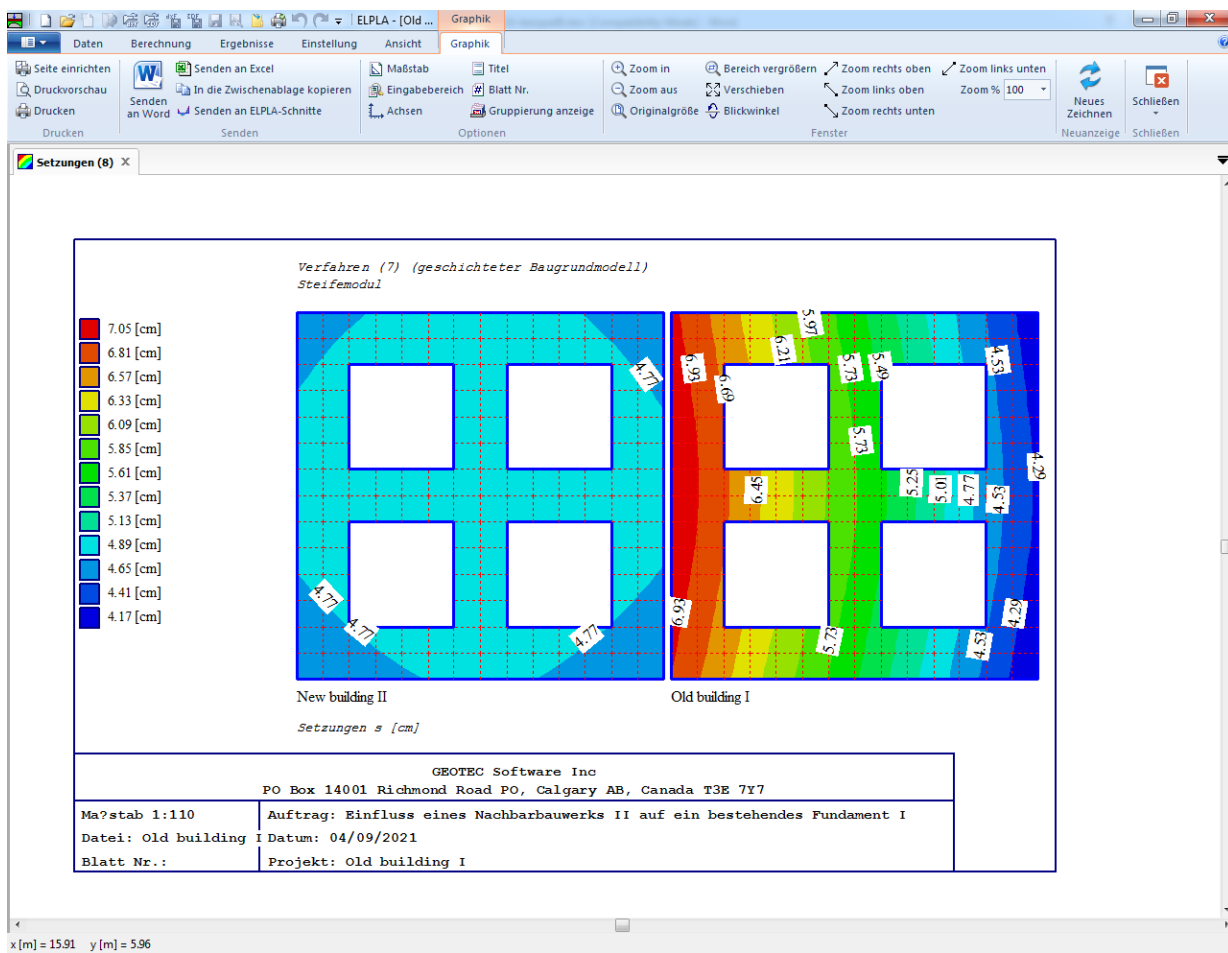 ELPLA - [Old ... Graphik
Daten Berechnung Ergebnisse Einstellung Ansicht Graphik
Seite einrichten
Druckvorschau
Drucken
Drucken
Senden an Word
Senden an Excel
In die Zwischenablage kopieren
Senden an ELPLA-Schnitte
Senden
Maßstab Titel
Eingabebereich Blatt Nr.
Achsen Gruppierung anzeige
Optionen
Zoom in Bereich vergrößern Zoom rechts oben Zoom links unten
Zoom aus Verschieben Zoom links oben Zoom % 100
Originalgröße Blickwinkel Zoom rechts unten
Fenster
Neues Zeichnen
Neuanzeige
Schließen
Schließen
Setzungen (8) X
Verfahren (7) (geschichteter Baugrundmodell)
Steifemodul
7.05 [cm]
6.81 [cm]
6.57 [cm]
6.33 [cm]
6.09 [cm]
5.85 [cm]
5.61 [cm]
5.37 [cm]
5.13 [cm]
4.89 [cm]
4.65 [cm]
4.41 [cm]
4.17 [cm]
4.77
4.77
4.77
4.77
5.97
6.21
6.93
6.69
5.73
5.49
4.53
5.73
6.45
5.25
5.01
4.77
4.53
4.29
6.93
5.73
4.53
4.29
New building II
Old building I
Setzungen s [cm]
GEOTEC Software Inc
PO Box 14001 Richmond Road PO, Calgary AB, Canada T3E 7Y7
Ma?stab 1:110
Auftrag: Einfluss eines Nachbarbauwerks II auf ein bestehendes Fundament I
Datei: Old building I
Datum: 04/09/2021
Blatt Nr.:
Projekt: Old building I
x [m] = 15.91 y [m] = 5.96